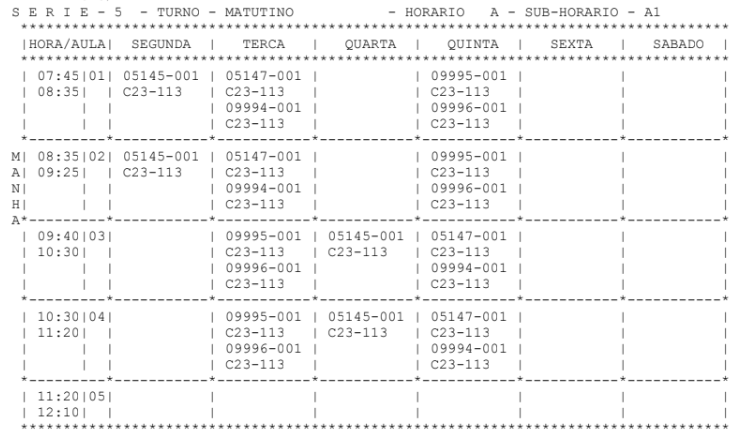 S E R I E - 5  - TURNO - MATUTINO          - HORARIO   A - SUB-HORARIO - A1
***************************************************************************
|HORA/AULA|  SEGUNDA  |   TERCA   |   QUARTA  |   QUINTA  |   SEXTA   |   SABADO  |
***************************************************************************
| 07:45|01| 05145-001 | 05147-001 |           | 09995-001 |           |           |
| 08:35|  | C23-113   | C23-113   |           | C23-113   |           |           |
|      |  |           | 09994-001 |           | 09996-001 |           |           |
|      |  |           | C23-113   |           | C23-113   |           |           |
*---------*-----------*-----------*-----------*-----------*-----------*-----------
M| 08:35|02| 05145-001 | 05147-001 |           | 09995-001 |           |           |
A| 09:25|  | C23-113   | C23-113   |           | C23-113   |           |           |
N|      |  |           | 09994-001 |           | 09996-001 |           |           |
H|      |  |           | C23-113   |           | C23-113   |           |           |
A*---------*-----------*-----------*-----------*-----------*-----------*-----------
| 09:40|03|           | 09995-001 | 05145-001 | 05147-001 |           |           |
| 10:30|  |           | C23-113   | C23-113   | C23-113   |           |           |
|      |  |           | 09996-001 |           | 09994-001 |           |           |
|      |  |           | C23-113   |           | C23-113   |           |           |
*---------*-----------*-----------*-----------*-----------*-----------*-----------
| 10:30|04|           | 09995-001 | 05145-001 | 05147-001 |           |           |
| 11:20|  |           | C23-113   | C23-113   | C23-113   |           |           |
|      |  |           | 09996-001 |           | 09994-001 |           |           |
|      |  |           | C23-113   |           | C23-113   |           |           |
*---------*-----------*-----------*-----------*-----------*-----------*-----------
| 11:20|05|           |           |           |           |           |           |
| 12:10|  |           |           |           |           |           |           |
***************************************************************************